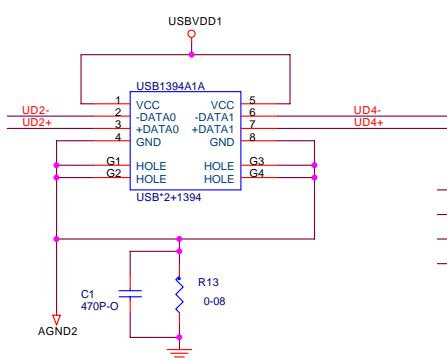 USBVDD1
USB1394A1A
1 VCC VCC 5
UD2- 2 -DATA0 -DATA1 6 UD4-
UD2+ 3 +DATA0 +DATA1 7 UD4+
4 GND GND 8
G1 HOLE HOLE G3
G2 HOLE HOLE G4
USB*2+1394
R13
C1
470P-O
0-08
AGND2